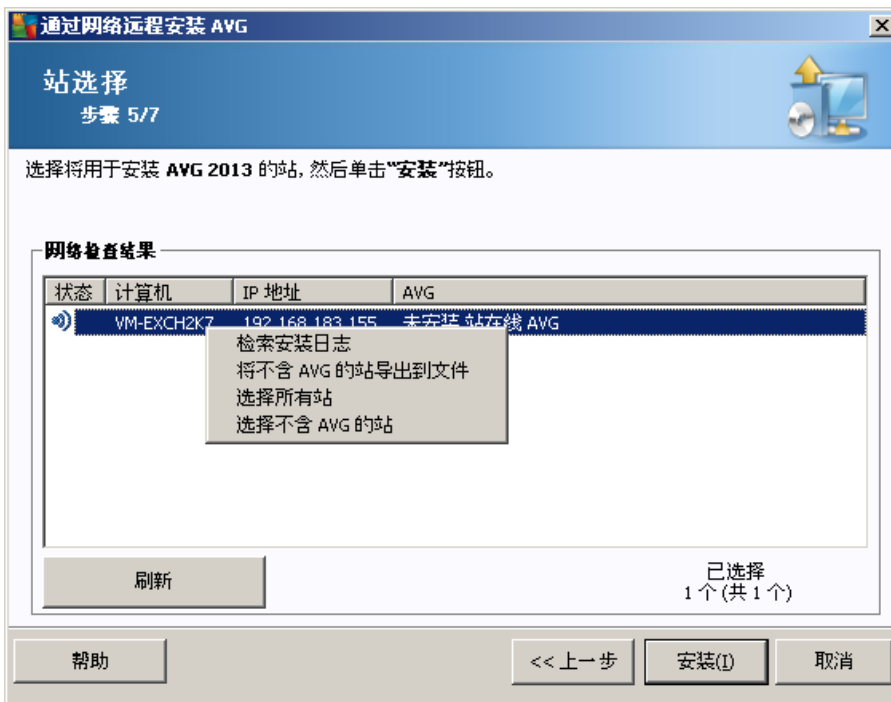 通过网络远程安装 AVG
站选择
步骤 5/7
选择将用于安装 AVG 2013 的站, 然后单击“安装”按钮。
网络检查结果
状态 计算机 IP 地址 AVG
VM-EXCH2K7 192.168.183.155 未安装 站在线 AVG
检索安装日志
将不含 AVG 的站导出到文件
选择所有站
选择不含 AVG 的站
刷新
已选择
1 个 (共 1 个)
帮助 << 上一步 安装(I) 取消